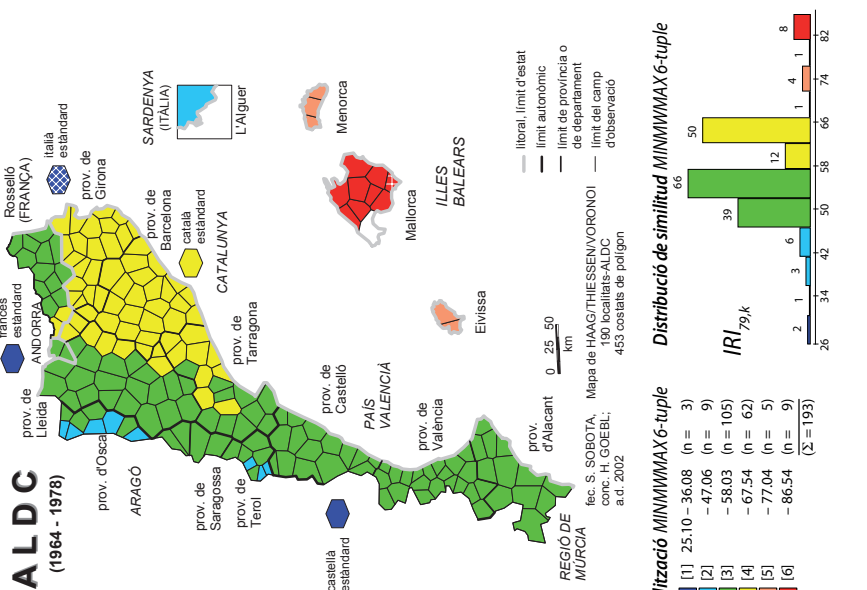 ALDC
(1964 - 1978)
francès
estàndard
ANDORRA
Rosselló
(FRANÇA)
italià
estàndard
prov. de
Girona
prov. de
Barcelona
català
estàndard
CATALUNYA
prov. de
Tarragona
prov. de
Lleida
prov. d'Osca
ARAGÓ
prov. de
Saragossa
prov. de
Terol
castellà
estàndard
prov. de
Castelló
PAÍS
VALENCIÀ
prov. de
València
prov.
d'Alacant
REGIÓ DE
MÚRCIA
SARDENYA
(ITÀLIA)
L'Alguer
Menorca
Mallorca
ILLES
BALEARS
Eivissa
0 25 50
km
litoral, límit d'estat
límit autonòmic
límit de província o
de departament
límit del camp
d'observació
fec. S. SOBOTA,
conc. H. GOEBL;
a.d. 2002
Mapa de HAAG/THIESSEN/VORONOI
190 localitats-ALDC
453 costats de polígon
lització MINMWMAX 6-tuple
[1] 25.10 – 36.08 (n = 3)
[2] – 47.06 (n = 9)
[3] – 58.03 (n = 105)
[4] – 67.54 (n = 62)
[5] – 77.04 (n = 5)
[6] – 86.54 (n = 9)
(Σ = 193)
Distribució de similitud MINMWMAX 6-tuple
IRI79,k
2 1 3 6 39 66 12 50 1 4 1 8
26 34 42 50 58 66 74 82